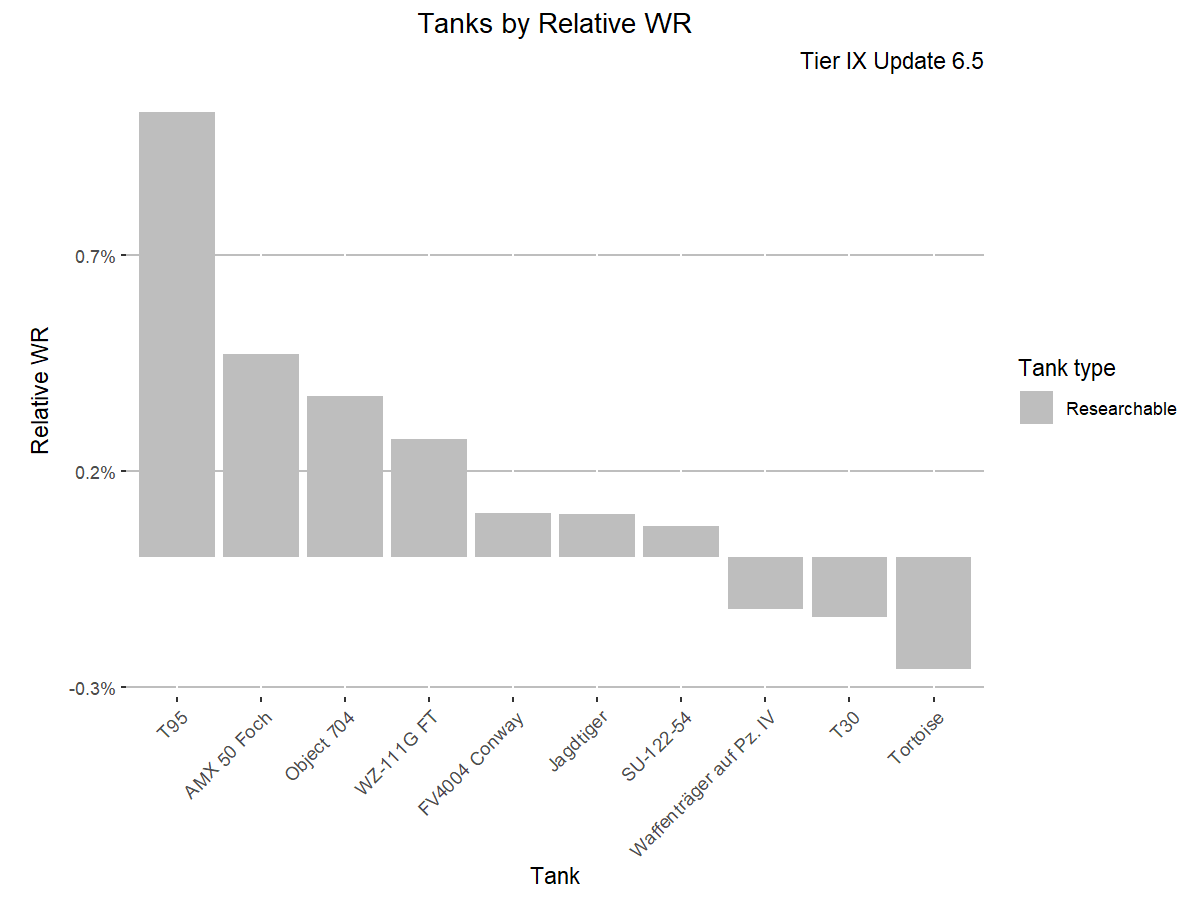 Tanks by Relative WR
Tier IX Update 6.5
Relative WR
0.7%
0.2%
-0.3%
T95
AMX 50 Foch
Object 704
WZ-111G FT
FV4004 Conway
Jagdtiger
SU-122-54
Waffenträger auf Pz. IV
T30
Tortoise
Tank
Tank type
Researchable